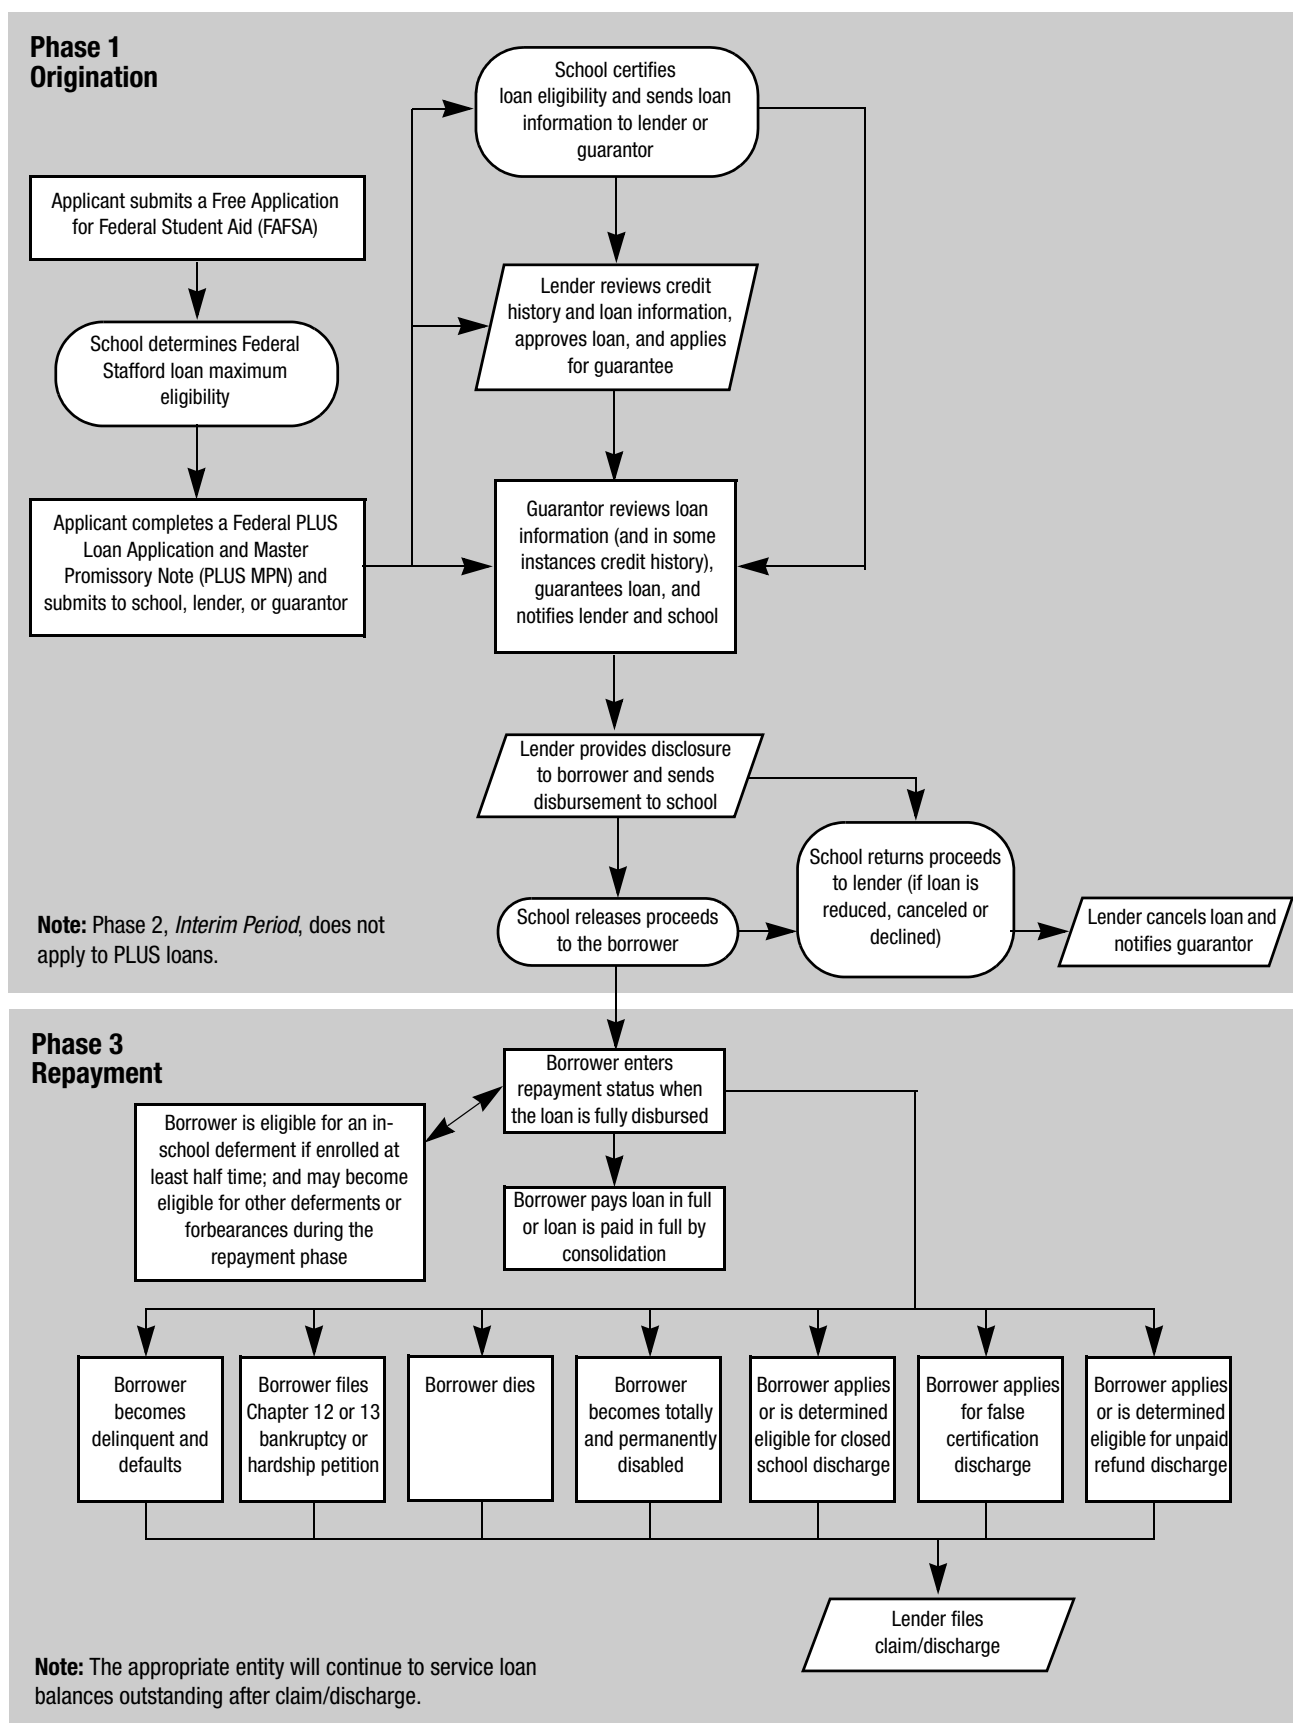 Phase 1
Origination
School certifies
loan eligibility and sends loan
information to lender or
guarantor
Applicant submits a Free Application
for Federal Student Aid (FAFSA)
Lender reviews credit
history and loan information,
approves loan, and applies
for guarantee
School determines Federal
Stafford loan maximum
eligibility
Applicant completes a Federal PLUS
Loan Application and Master
Promissory Note (PLUS MPN) and
submits to school, lender, or guarantor
Guarantor reviews loan
information (and in some
instances credit history),
guarantees loan, and
notifies lender and school
Lender provides disclosure
to borrower and sends
disbursement to school
School returns proceeds
to lender (if loan is
reduced, canceled or
declined)
School releases proceeds
to the borrower
Lender cancels loan and
notifies guarantor
Note: Phase 2, Interim Period, does not
apply to PLUS loans.
Phase 3
Repayment
Borrower enters
repayment status when
the loan is fully disbursed
Borrower is eligible for an in-
school deferment if enrolled at
least half time; and may become
eligible for other deferments or
forbearances during the
repayment phase
Borrower pays loan in full
or loan is paid in full by
consolidation
Borrower
becomes
delinquent and
defaults
Borrower files
Chapter 12 or 13
bankruptcy or
hardship petition
Borrower dies
Borrower
becomes totally
and permanently
disabled
Borrower applies
or is determined
eligible for closed
school discharge
Borrower applies
for false
certification
discharge
Borrower applies
or is determined
eligible for unpaid
refund discharge
Lender files
claim/discharge
Note: The appropriate entity will continue to service loan
balances outstanding after claim/discharge.